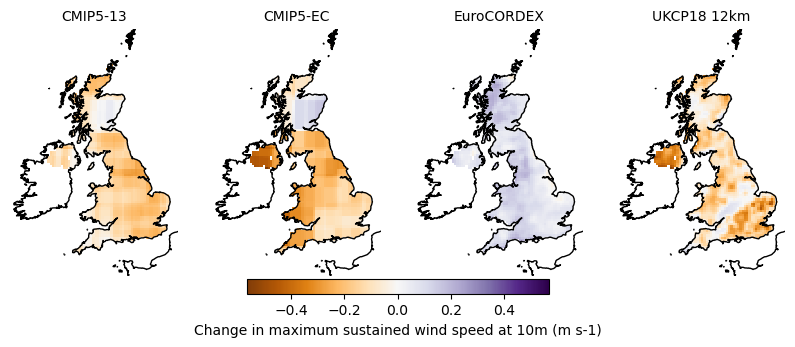 CMIP5-13 CMIP5-EC EuroCORDEX UKCP18 12km
−0.4 −0.2 0.0 0.2 0.4
Change in maximum sustained wind speed at 10m (m s-1)